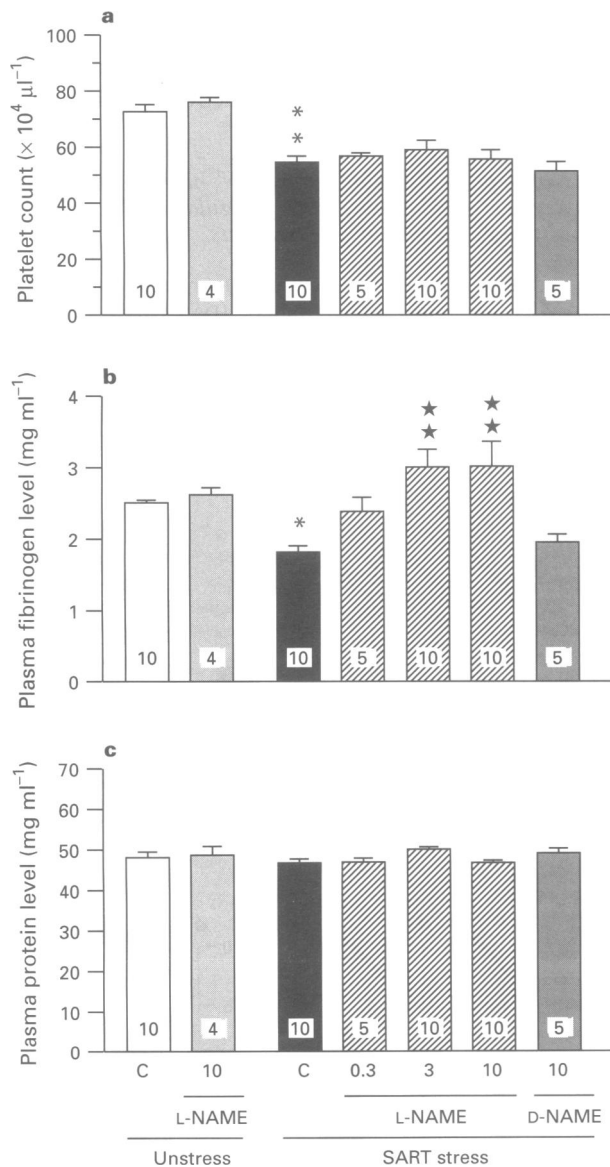 a
Platelet count (× 10⁴ µl⁻¹)
100
80
60
40
20
0
*
*
10 4 10 5 10 10 5
b
Plasma fibrinogen level (mg ml⁻¹)
4
3
2
1
0
*
★
★
★
★
10 4 10 5 10 10 5
c
Plasma protein level (mg ml⁻¹)
70
60
50
40
30
20
10
0
10 4 10 5 10 10 5
C 10 C 0.3 3 10 10
L-NAME L-NAME D-NAME
Unstress SART stress